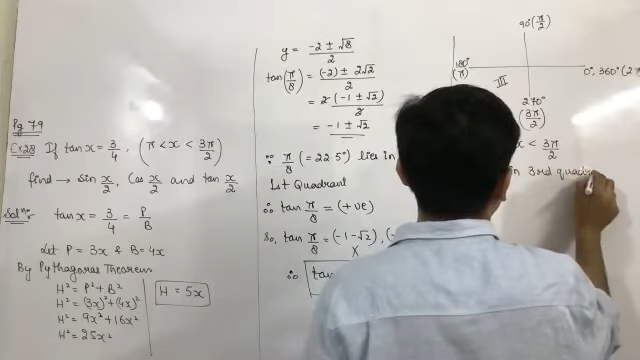 Pg 79
Ex28 If tan x = 3/4, (π < x < 3π/2)
find → sin x/2, Cos x/2 and tan x/2
Solⁿ:- tan x = 3/4 = P/B
Let P = 3x & B = 4x
By Pythagoras Theorem
H² = P² + B²
H² = (3x)² + (4x)²
H² = 9x² + 16x²
H² = 25x²
H = 5x
y = -2 ± √8 / 2
tan(π/8) = (-2) ± 2√2 / 2
= 2(-1 ± √2) / 2
= -1 ± √2
∵ π/8 (= 22.5°) lies in
Ist Quadrant
∴ tan π/8 = (+ve)
So, tan π/8 = (-1-√2),
X
∴ tan
90° (π/2)
180° (π)
0°, 360° (2
III
270° (3π/2)
x < 3π/2
in 3rd quadr